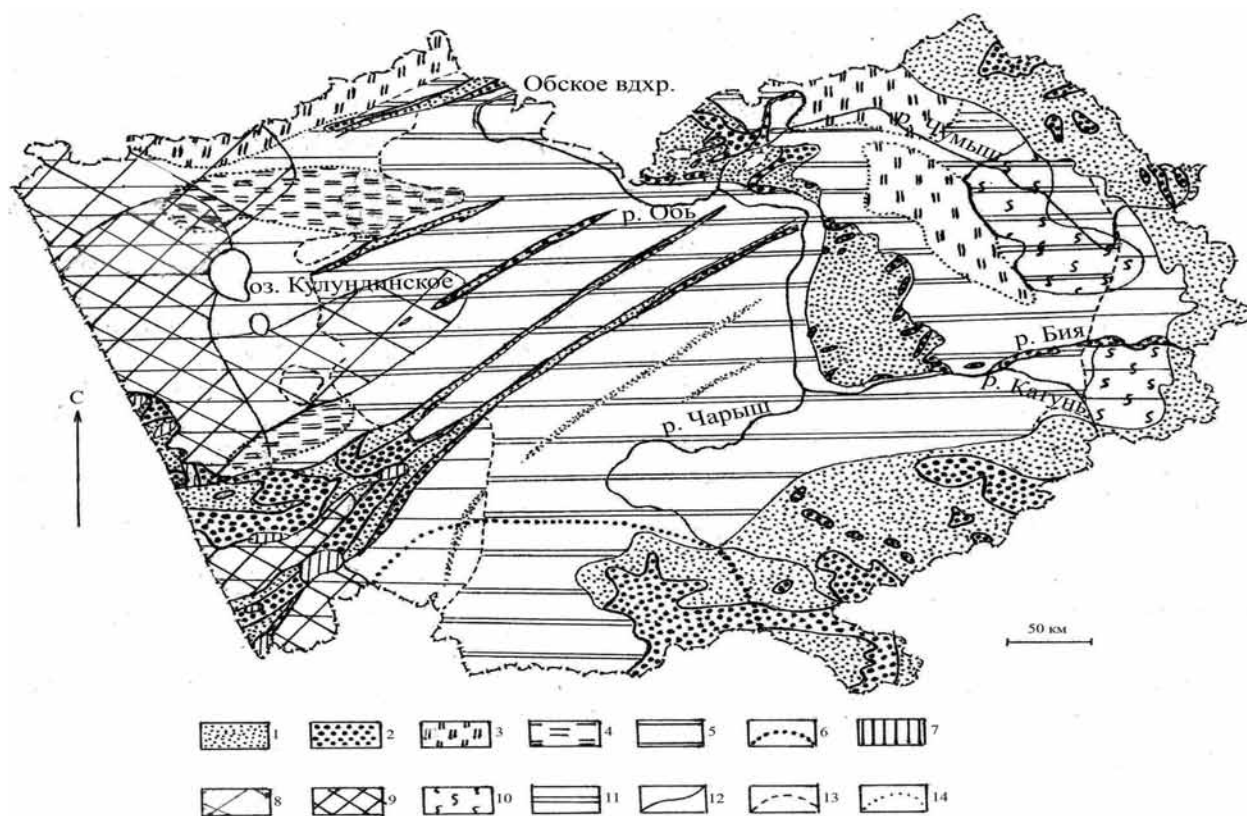 Обское вдхр.
р. Чумыш
р. Обь
оз. Кулундинское
р. Бия
р. Катунь
р. Чарыш
С
50 км
1 2 3 4 5 6 7
8 9 10 11 12 13 14